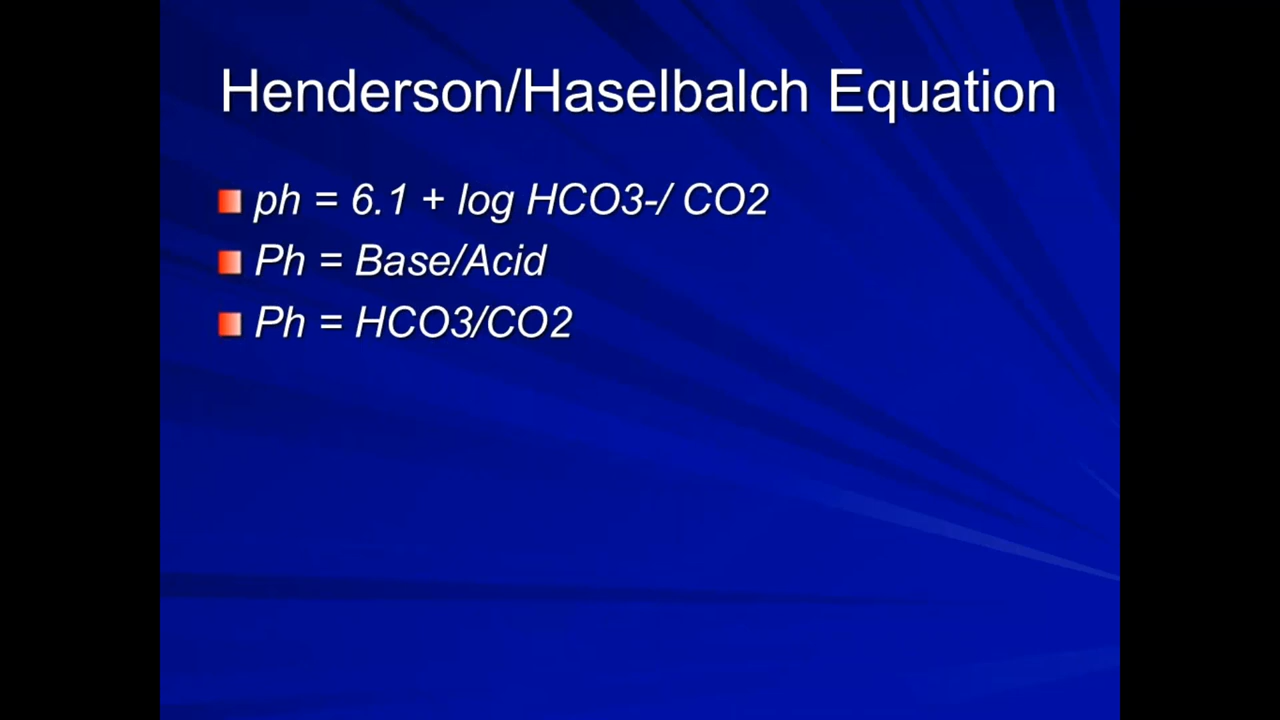 Henderson/Haselbalch Equation
ph = 6.1 + log HCO3-/ CO2
Ph = Base/Acid
Ph = HCO3/CO2